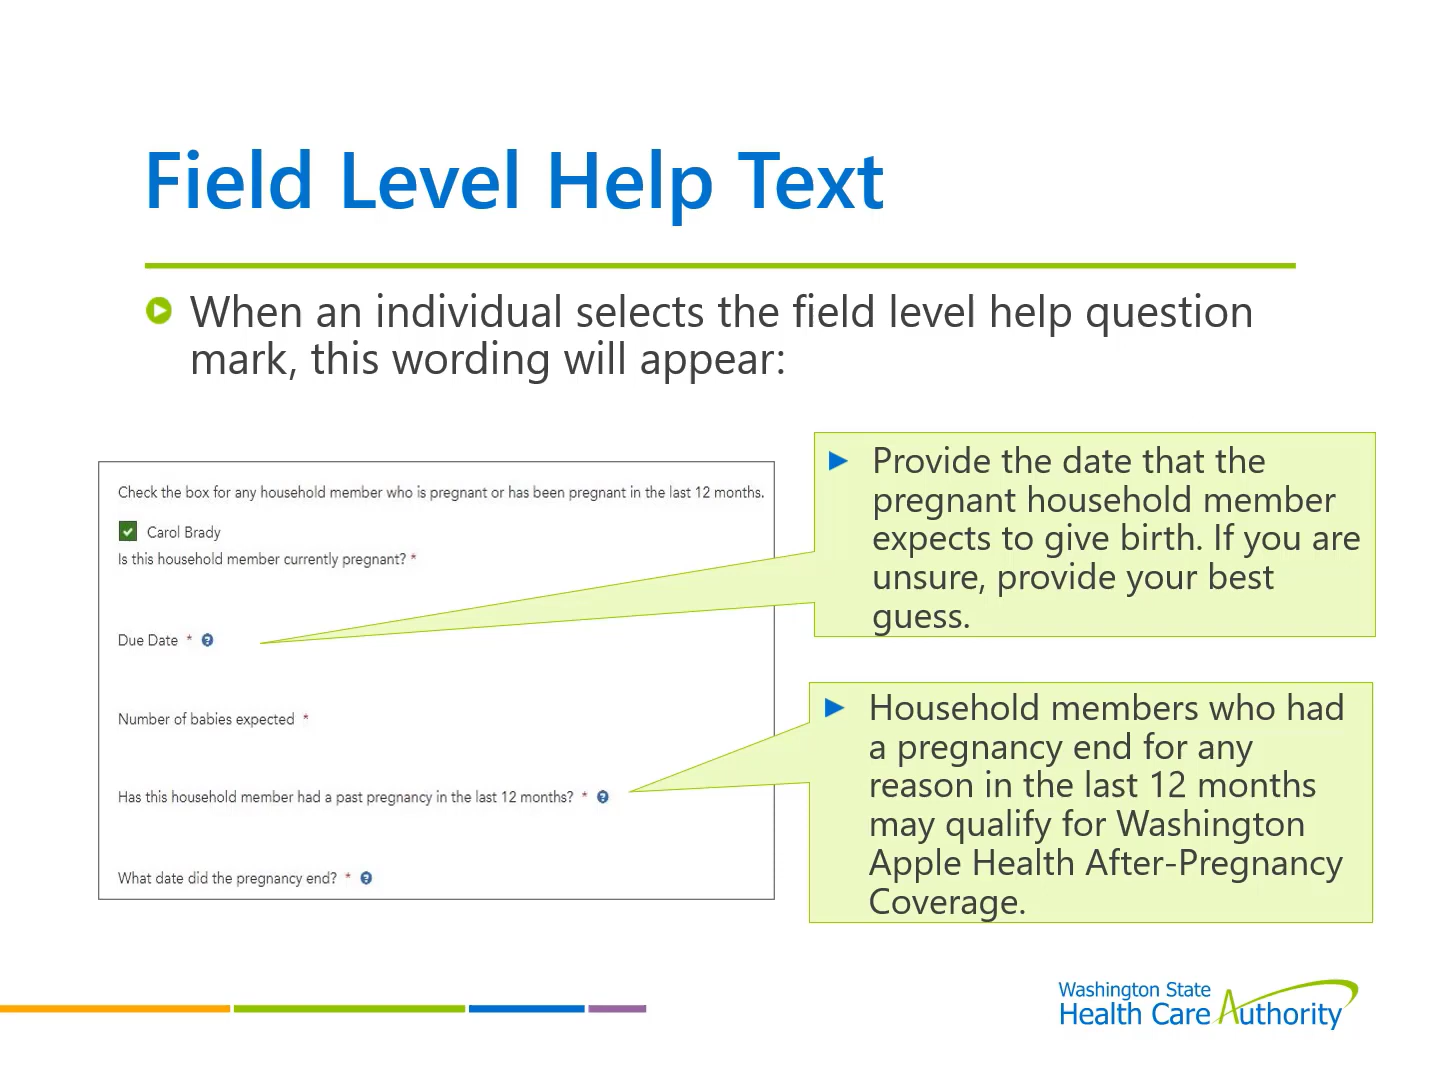 Field Level Help Text
When an individual selects the field level help question
mark, this wording will appear:
Check the box for any household member who is pregnant or has been pregnant in the last 12 months.
Carol Brady
Is this household member currently pregnant? *
Due Date * ?
Number of babies expected *
Has this household member had a past pregnancy in the last 12 months? * ?
What date did the pregnancy end? * ?
Provide the date that the
pregnant household member
expects to give birth. If you are
unsure, provide your best
guess.
Household members who had
a pregnancy end for any
reason in the last 12 months
may qualify for Washington
Apple Health After-Pregnancy
Coverage.
Washington State
Health Care Authority